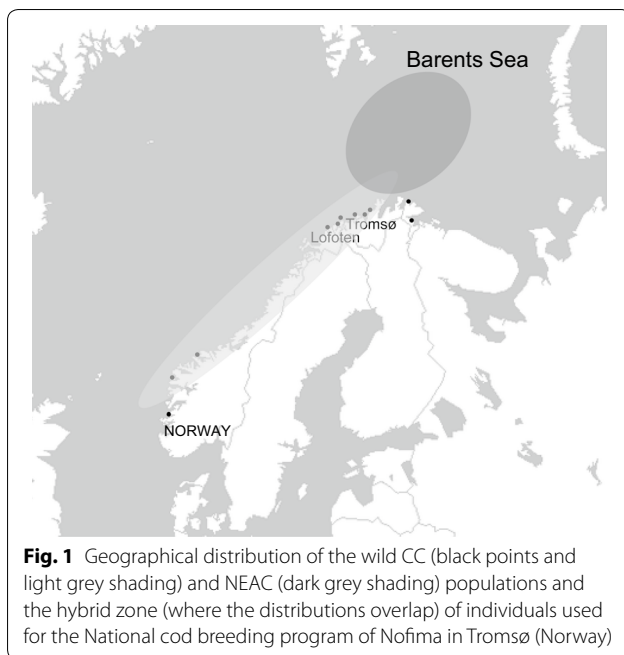 Barents Sea
Tromsø
Lofoten
NORWAY
Fig. 1 Geographical distribution of the wild CC (black points and
light grey shading) and NEAC (dark grey shading) populations and
the hybrid zone (where the distributions overlap) of individuals used
for the National cod breeding program of Nofima in Tromsø (Norway)